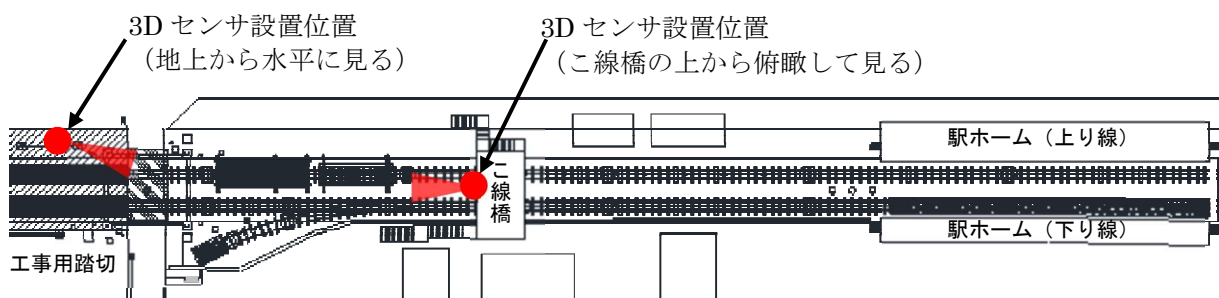 3D センサ設置位置
（地上から水平に見る）
3D センサ設置位置
（こ線橋の上から俯瞰して見る）
駅ホーム（上り線）
こ線橋
駅ホーム（下り線）
工事用踏切